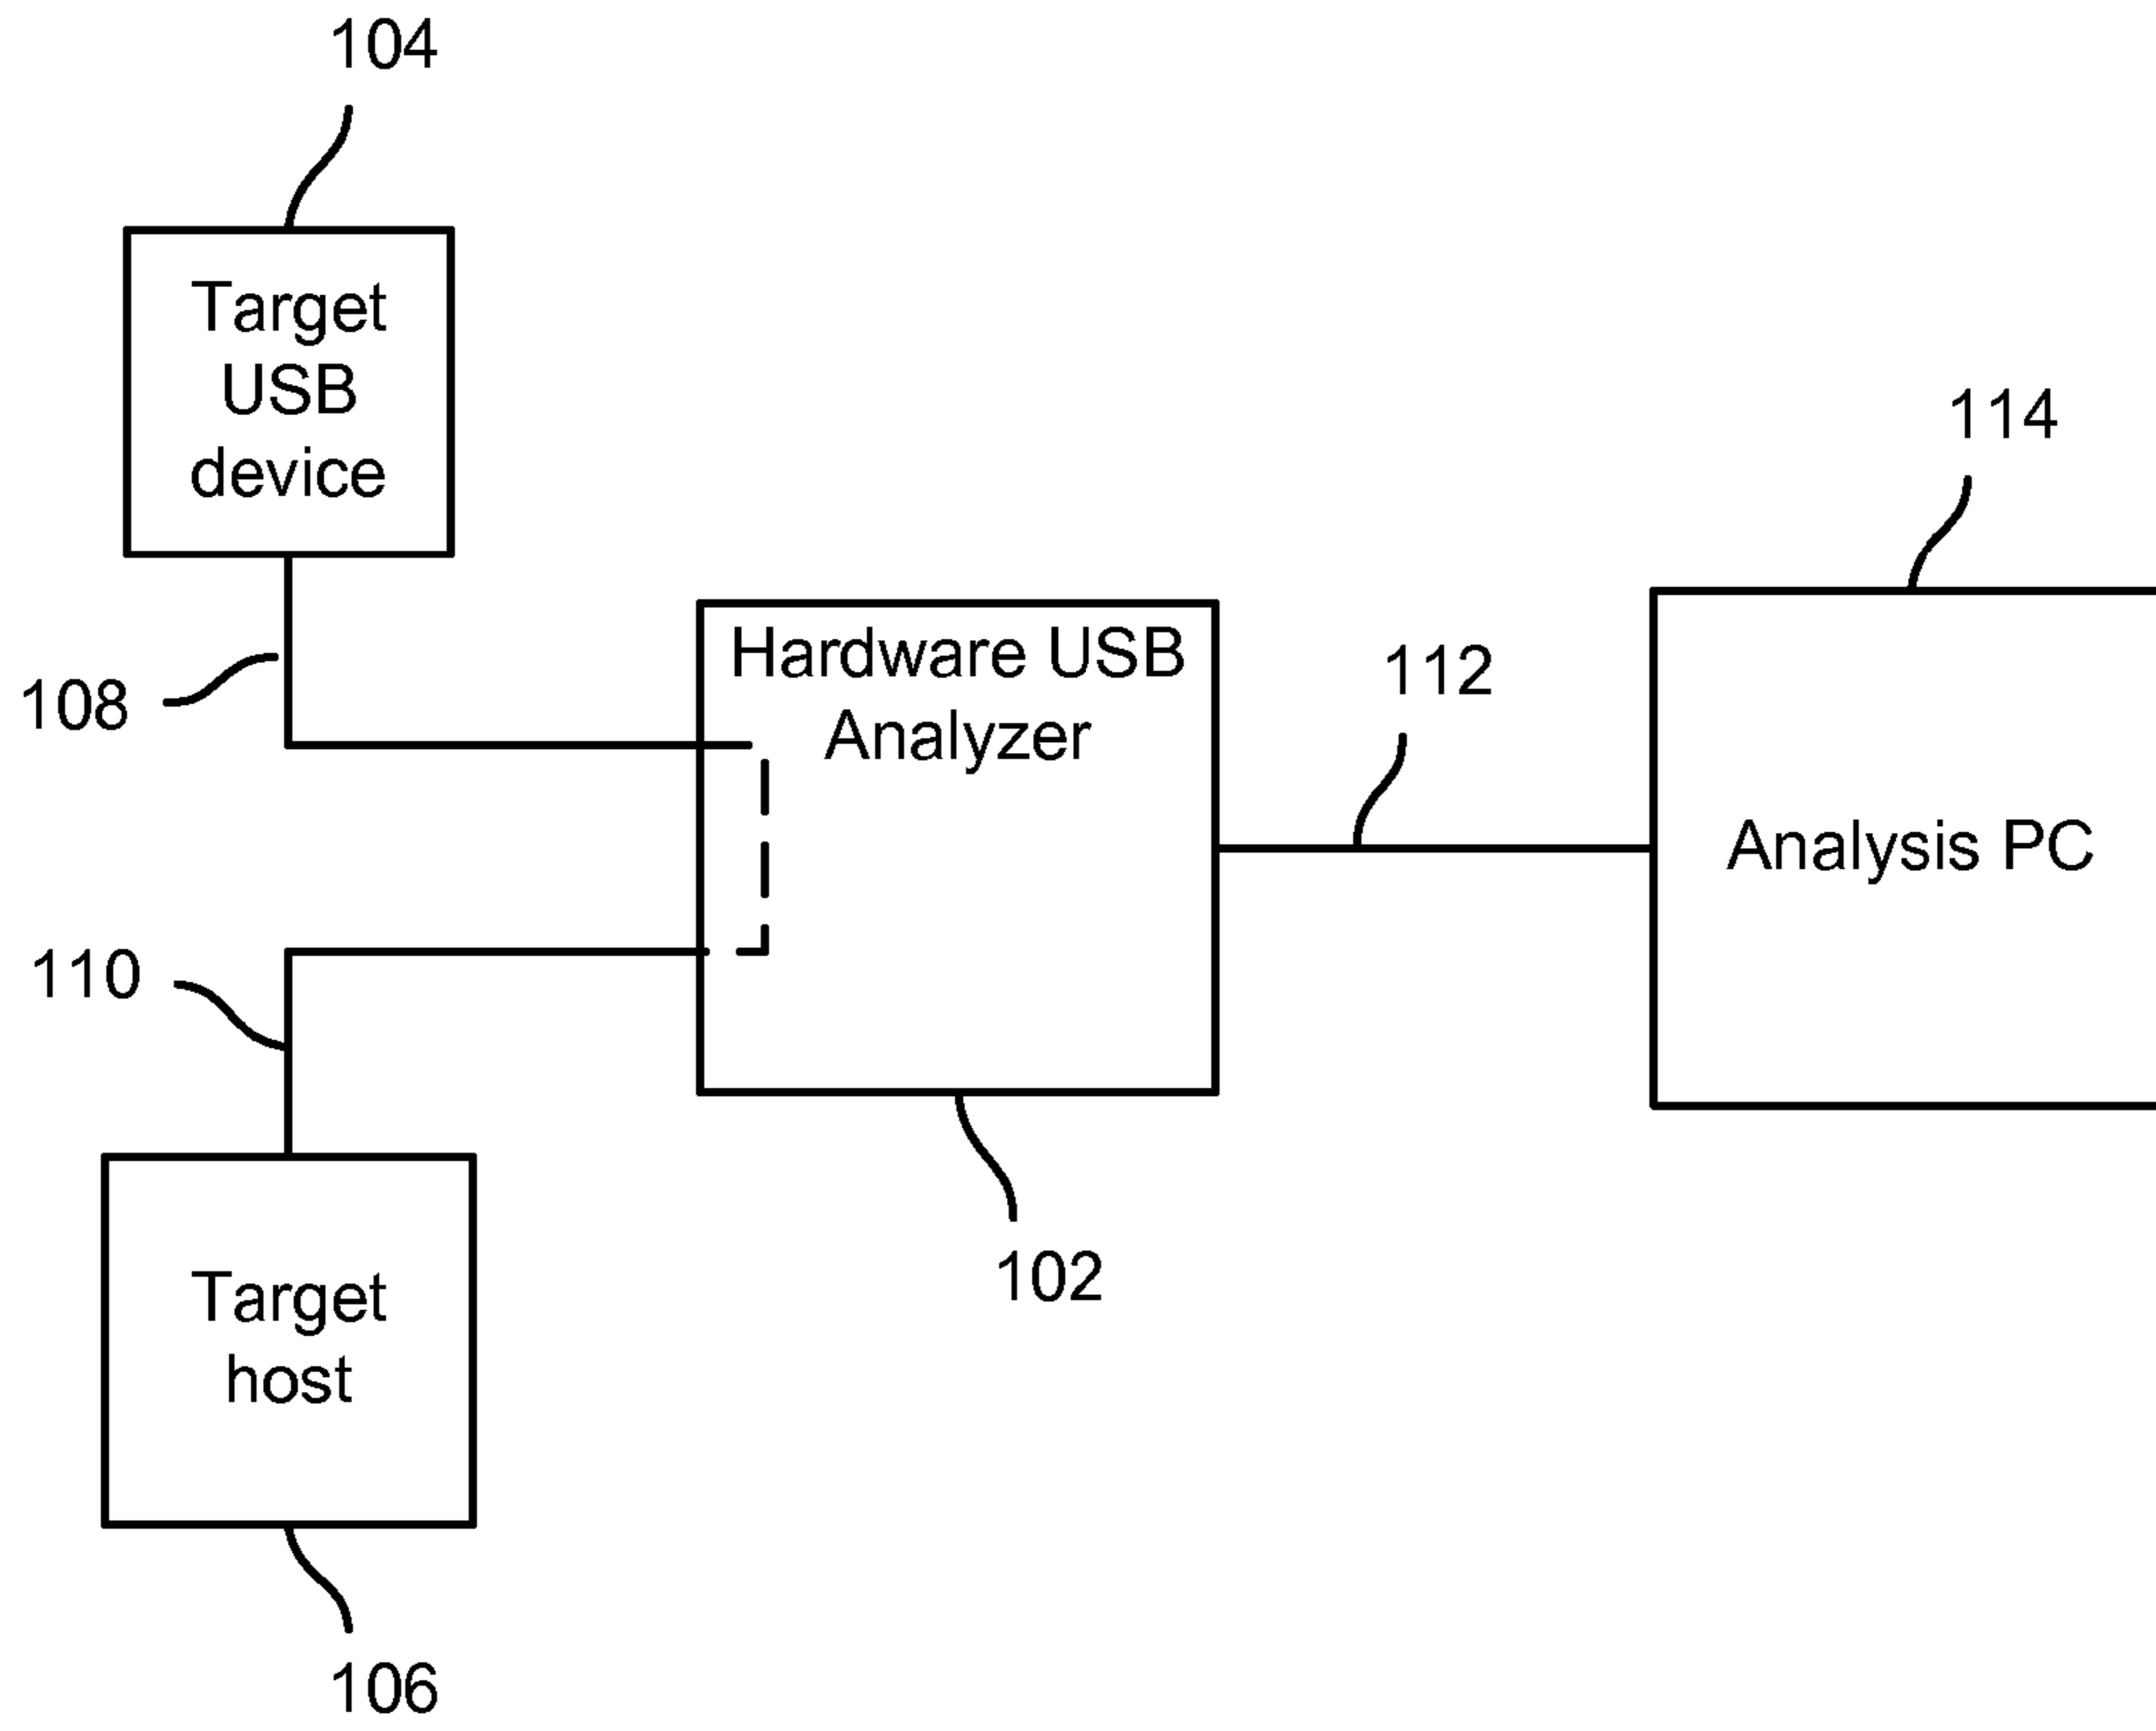 104
Target
USB
device
114
108
Hardware USB
Analyzer
112
Analysis PC
110
102
Target
host
106